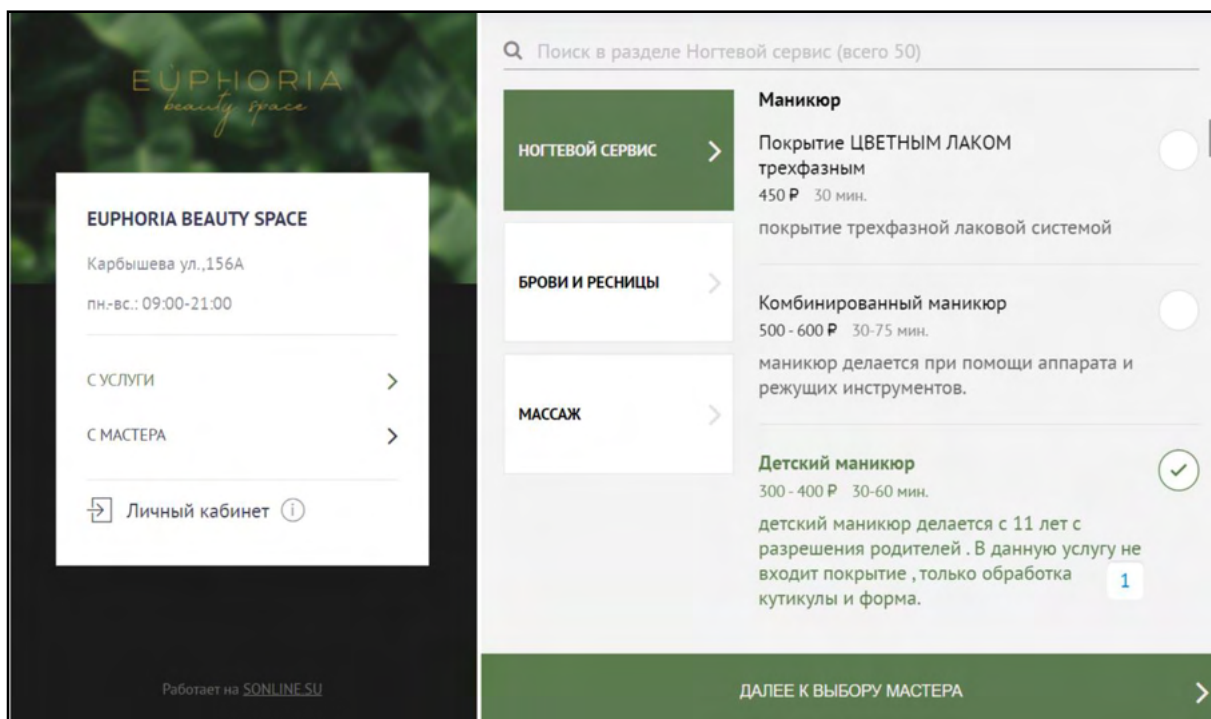 EUPHORIA
beauty space
EUPHORIA BEAUTY SPACE
Карбышева ул.,156А
пн.-вс.: 09:00-21:00
С УСЛУГИ
С МАСТЕРА
Личный кабинет
Работает на SONLINE.SU
Поиск в разделе Ногтевой сервис (всего 50)
НОГТЕВОЙ СЕРВИС
БРОВИ И РЕСНИЦЫ
МАССАЖ
Маникюр
Покрытие ЦВЕТНЫМ ЛАКОМ
трехфазным
450 ₽ 30 мин.
покрытие трехфазной лаковой системой
Комбинированный маникюр
500 - 600 ₽ 30-75 мин.
маникюр делается при помощи аппарата и
режущих инструментов.
Детский маникюр
300 - 400 ₽ 30-60 мин.
детский маникюр делается с 11 лет с
разрешения родителей . В данную услугу не
входит покрытие , только обработка
кутикулы и форма.
1
ДАЛЕЕ К ВЫБОРУ МАСТЕРА